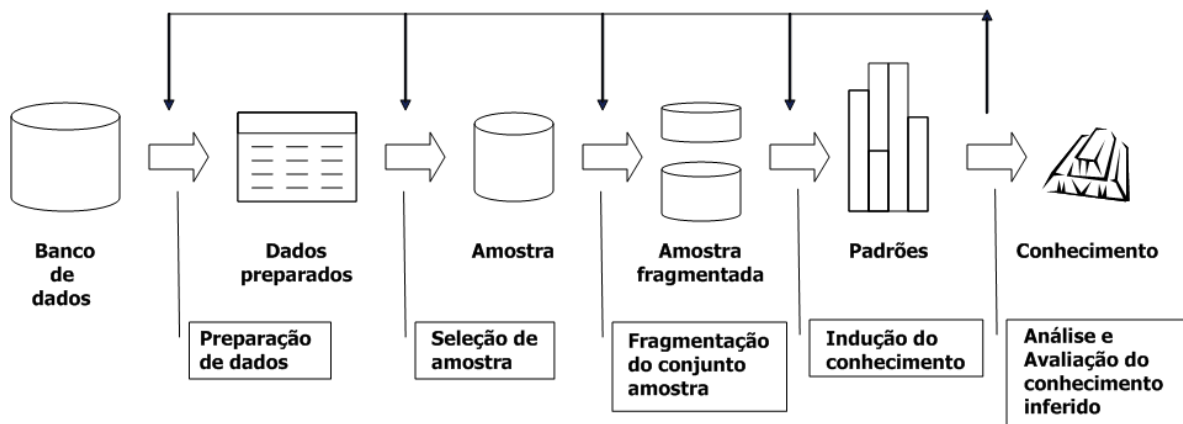 Banco
de
dados
Dados
preparados
Amostra
Amostra
fragmentada
Padrões
Conhecimento
Preparação
de dados
Seleção de
amostra
Fragmentação
do conjunto
amostra
Indução do
conhecimento
Análise e
Avaliação do
conhecimento
inferido